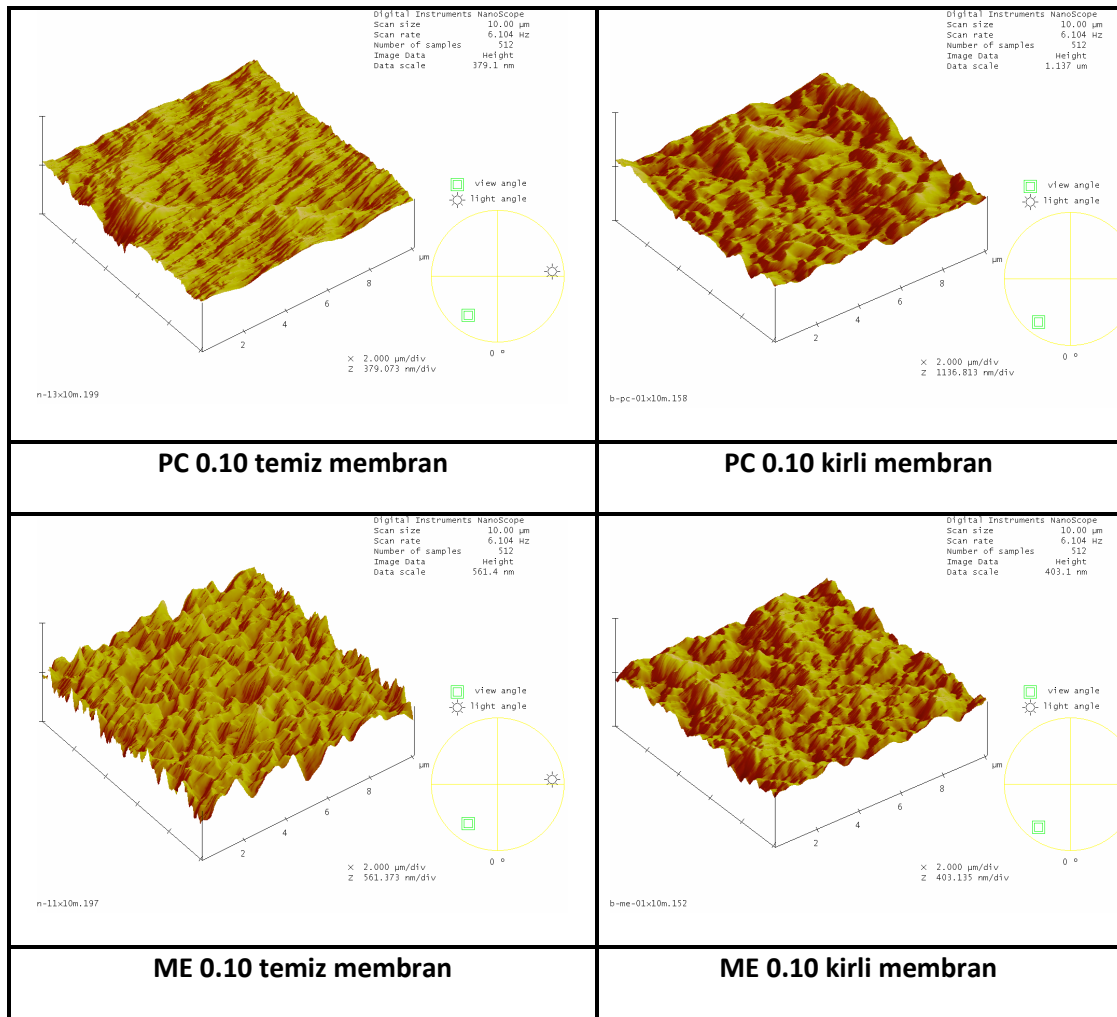 Digital Instruments NanoScope
Scan size 10.00 µm
Scan rate 6.104 Hz
Number of samples 512
Image Data Height
Data scale 379.1 nm
view angle
light angle
µm
8
6
4
2
X 2.000 µm/div
Z 379.073 nm/div
0 °
n-13x10m.199
Digital Instruments NanoScope
Scan size 10.00 µm
Scan rate 6.104 Hz
Number of samples 512
Image Data Height
Data scale 1.137 um
view angle
light angle
µm
8
6
4
2
X 2.000 µm/div
Z 1136.813 nm/div
0 °
b-pc-01x10m.158
PC 0.10 temiz membran
PC 0.10 kirli membran
Digital Instruments NanoScope
Scan size 10.00 µm
Scan rate 6.104 Hz
Number of samples 512
Image Data Height
Data scale 561.4 nm
view angle
light angle
µm
8
6
4
2
X 2.000 µm/div
Z 561.373 nm/div
0 °
n-11x10m.197
Digital Instruments NanoScope
Scan size 10.00 µm
Scan rate 6.104 Hz
Number of samples 512
Image Data Height
Data scale 403.1 nm
view angle
light angle
µm
8
6
4
2
X 2.000 µm/div
Z 403.135 nm/div
0 °
b-me-01x10m.152
ME 0.10 temiz membran
ME 0.10 kirli membran